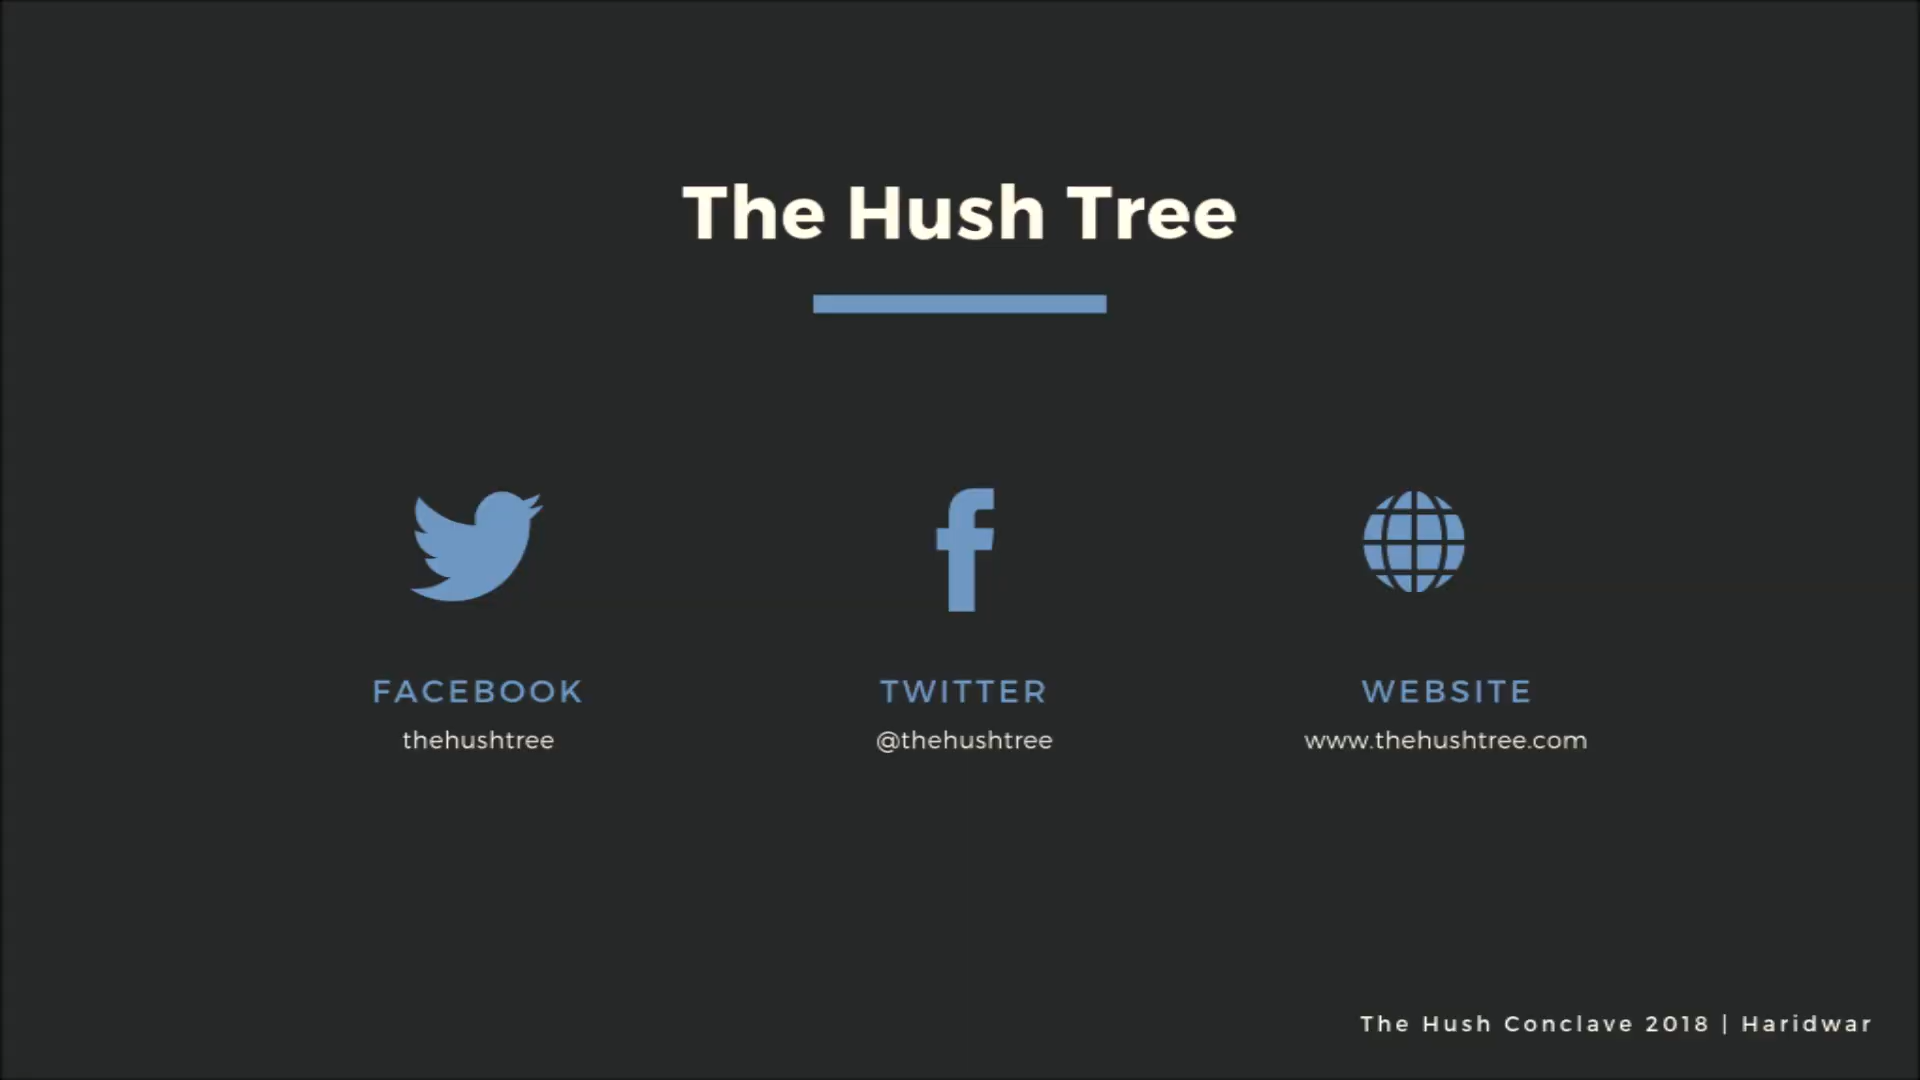 The Hush Tree
FACEBOOK
thehushtree
TWITTER
@thehushtree
WEBSITE
www.thehushtree.com
The Hush Conclave 2018 | Haridwar